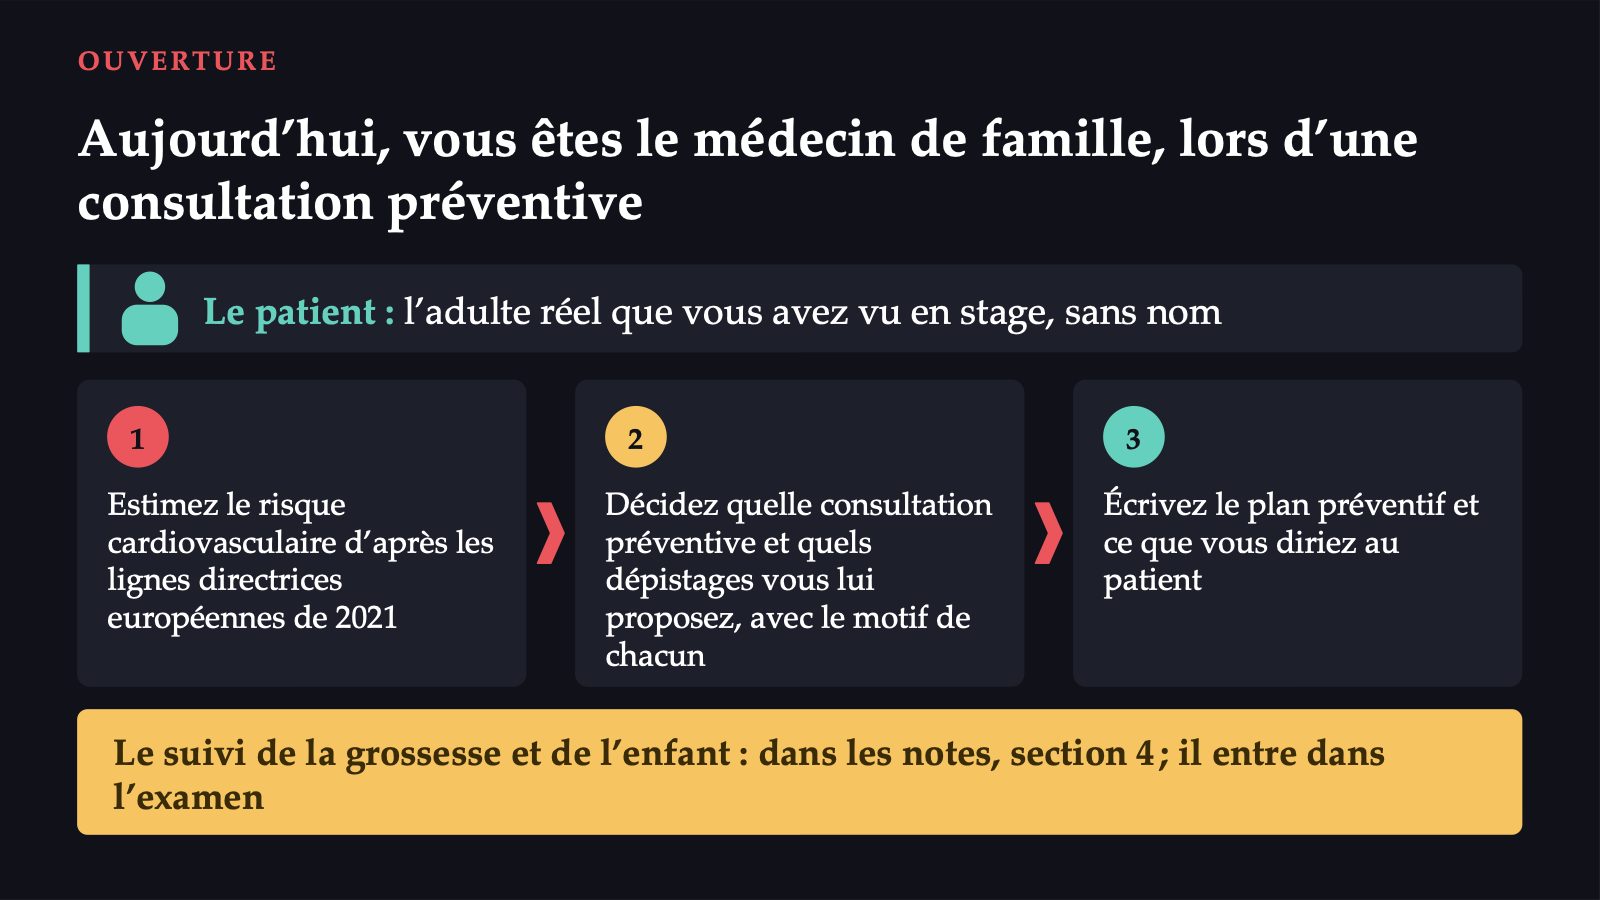 OUVERTURE
Aujourd’hui, vous êtes le médecin de famille, lors d’une
consultation préventive
Le patient : l’adulte réel que vous avez vu en stage, sans nom
1
Estimez le risque
cardiovasculaire d’après les
lignes directrices
européennes de 2021
2
Décidez quelle consultation
préventive et quels
dépistages vous lui
proposez, avec le motif de
chacun
3
Écrivez le plan préventif et
ce que vous diriez au
patient
Le suivi de la grossesse et de l’enfant : dans les notes, section 4 ; il entre dans
l’examen